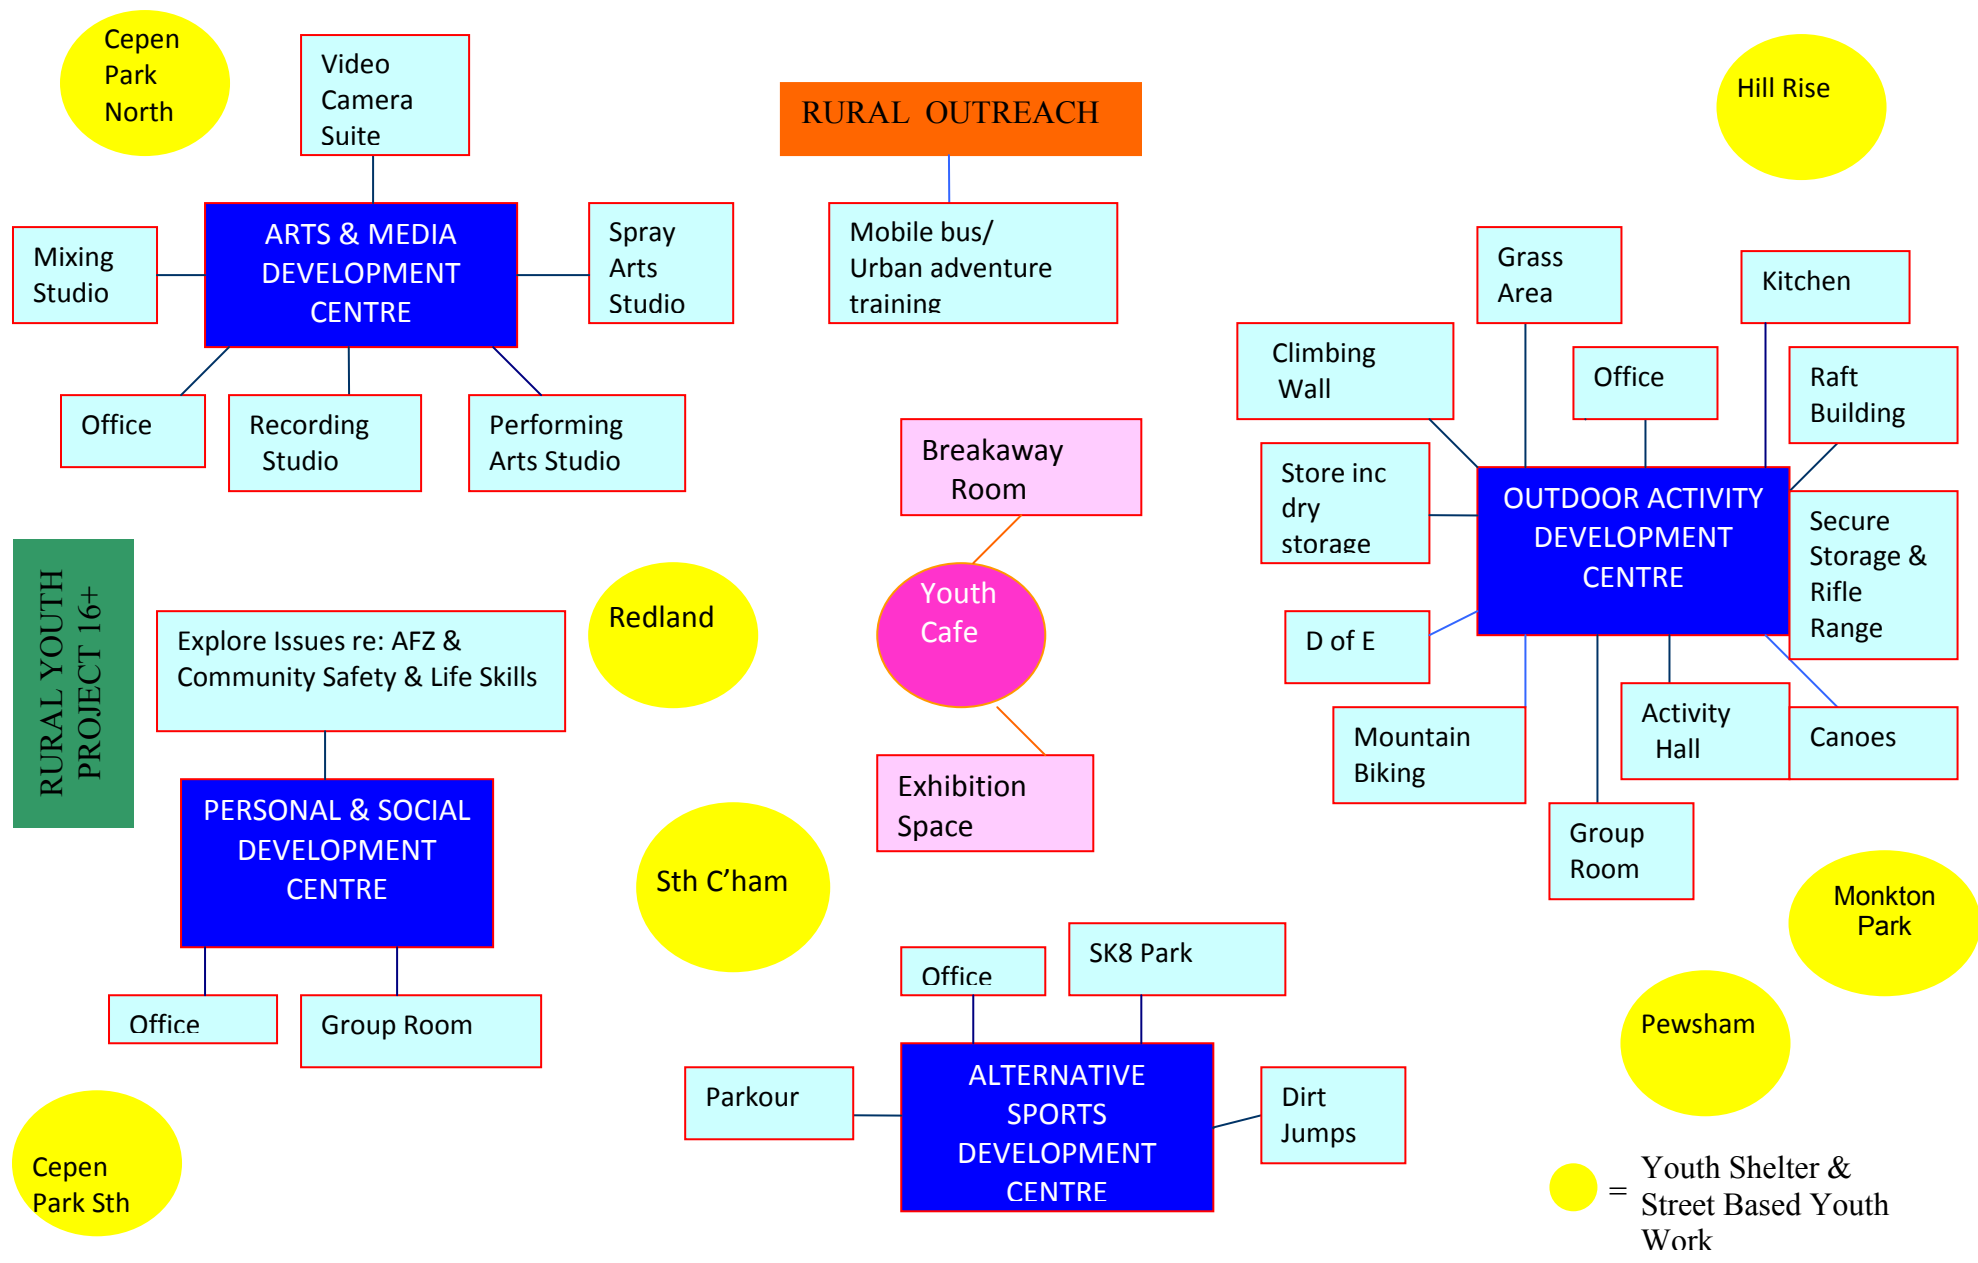 Cepen
Park
North
Video
Camera
Suite
RURAL OUTREACH
Hill Rise
Mixing
Studio
ARTS & MEDIA
DEVELOPMENT
CENTRE
Spray
Arts
Studio
Mobile bus/
Urban adventure
training
Grass
Area
Kitchen
Climbing
Wall
Office
Raft
Building
Office
Recording
Studio
Performing
Arts Studio
Breakaway
Room
Store inc
dry
storage
OUTDOOR ACTIVITY
DEVELOPMENT
CENTRE
Secure
Storage &
Rifle
Range
RURAL YOUTH
PROJECT 16+
Explore Issues re: AFZ &
Community Safety & Life Skills
Redland
Youth
Cafe
D of E
Mountain
Biking
Activity
Hall
Canoes
PERSONAL & SOCIAL
DEVELOPMENT
CENTRE
Exhibition
Space
Group
Room
Sth C’ham
Monkton
Park
Office
Group Room
Office
SK8 Park
Pewsham
Parkour
ALTERNATIVE
SPORTS
DEVELOPMENT
CENTRE
Dirt
Jumps
Cepen
Park Sth
= Youth Shelter &
Street Based Youth
Work